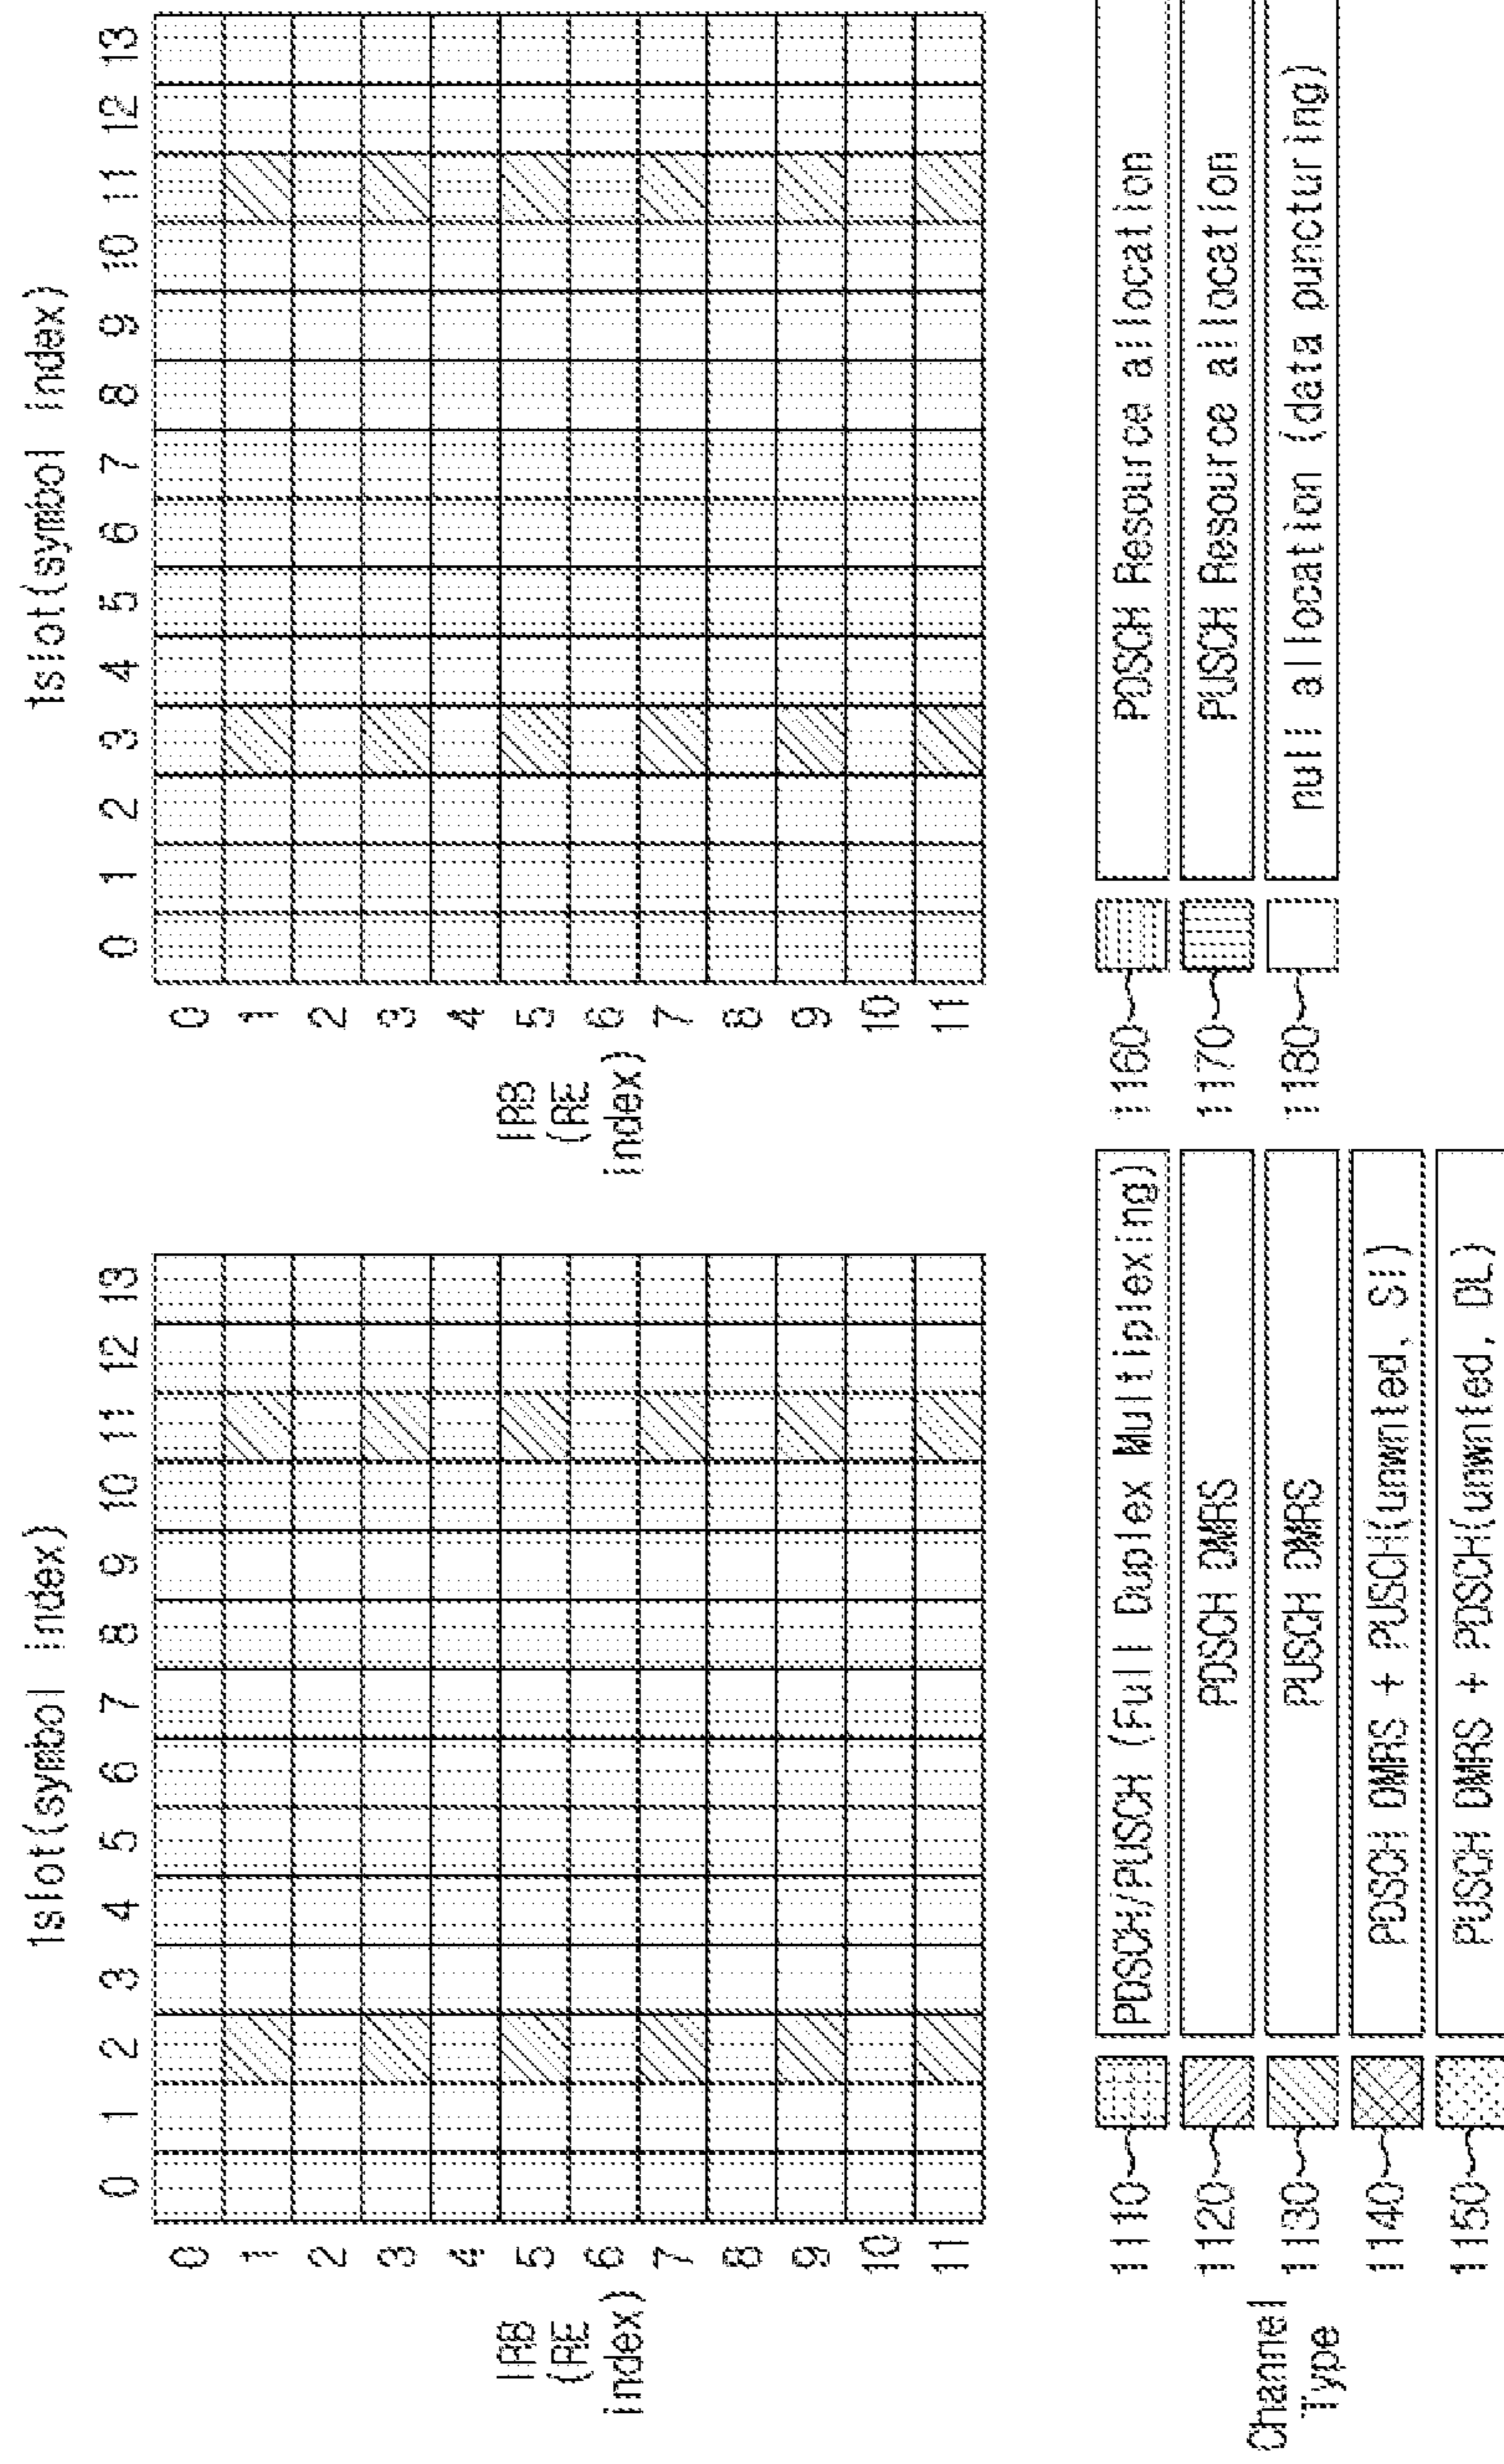 1slot(symbol index)
0 1 2 3 4 5 6 7 8 9 10 11 12 13
0
1
2
3
4
5
6
7
8
9
10
11
1RB
(RE
index)
1slot(symbol index)
0 1 2 3 4 5 6 7 8 9 10 11 12 13
0
1
2
3
4
5
6
7
8
9
10
11
1RB
(RE
index)
Channel
Type
1110 PDSCH/PUSCH (Full Duplex Multiplexing)
1120 PDSCH DMRS
1130 PUSCH DMRS
1140 PDSCH DMRS + PUSCH(unwnted, SI)
1150 PUSCH DMRS + PDSCH(unwnted, DL)
1160 PDSCH Resource allocation
1170 PUSCH Resource allocation
1180 null allocation (data puncturing)